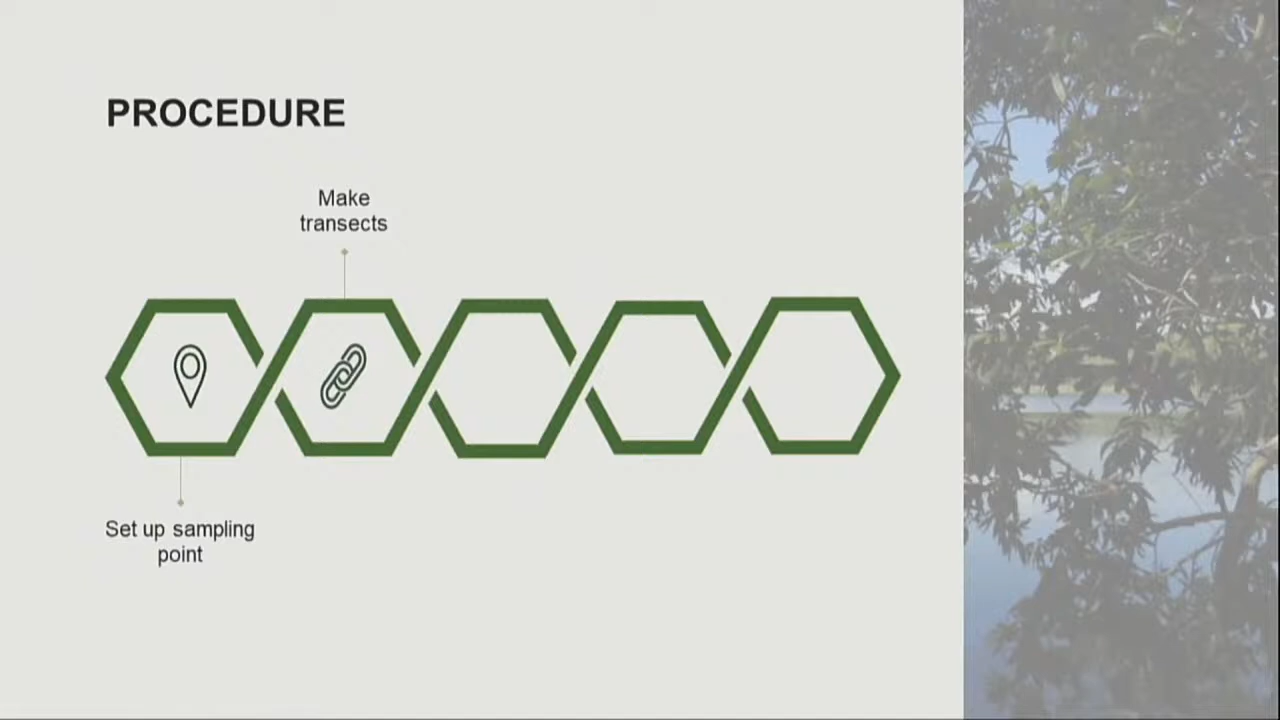 PROCEDURE
Make
transects
Set up sampling
point